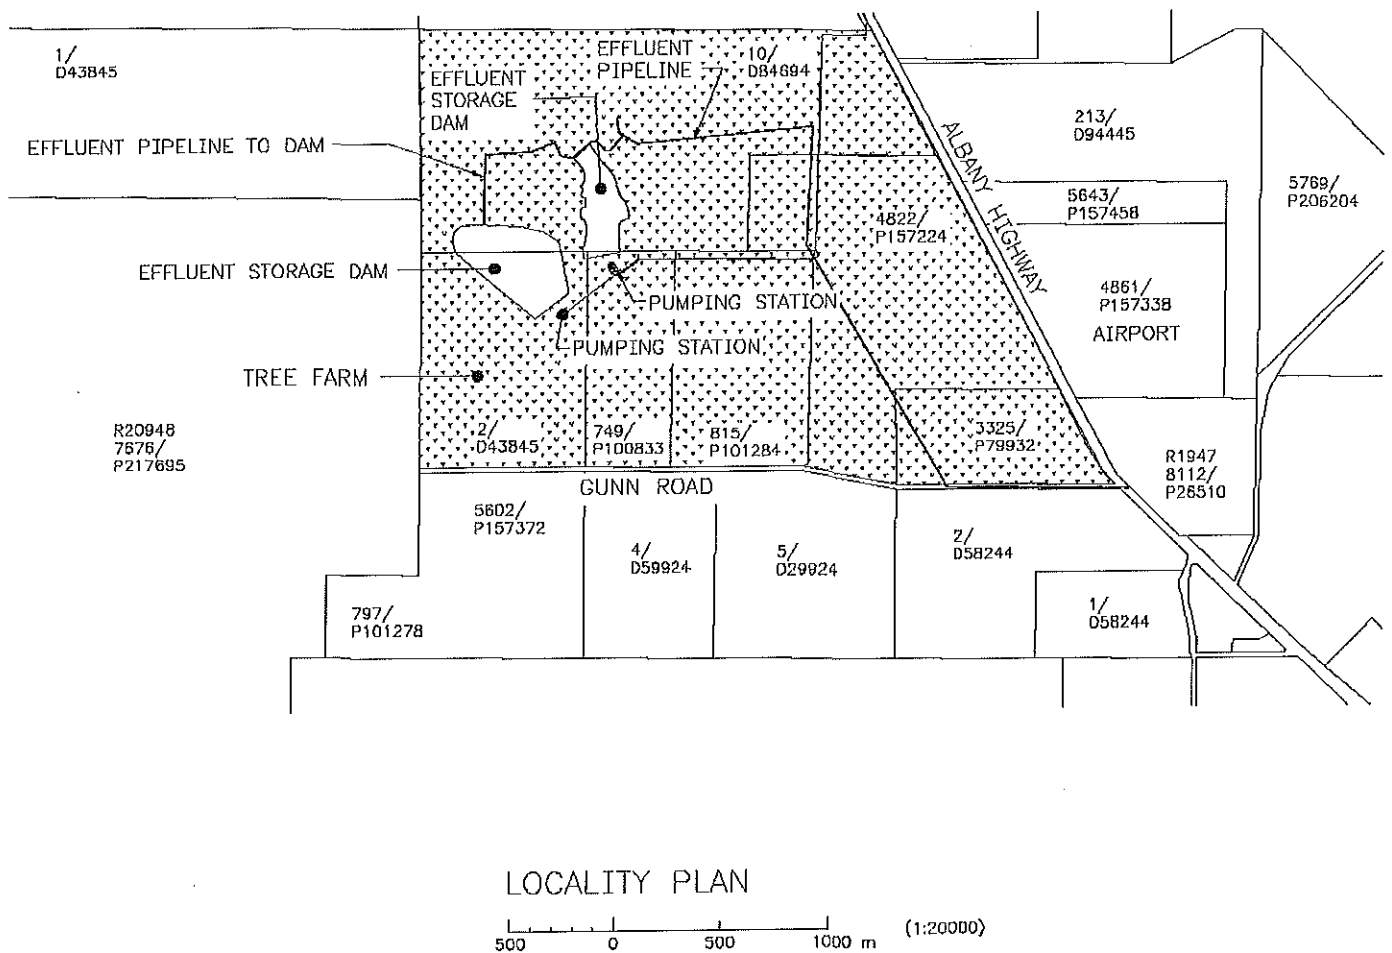 1/
D43845
EFFLUENT
STORAGE
DAM
EFFLUENT
PIPELINE
10/
D84694
EFFLUENT PIPELINE TO DAM
ALBANY HIGHWAY
213/
D94445
5643/
P157458
5769/
P206204
4822/
P157224
EFFLUENT STORAGE DAM
PUMPING STATION
4861/
P157338
AIRPORT
PUMPING STATION
TREE FARM
R20948
7676/
P217695
2/
D43845
749/
P100833
815/
P101284
3325/
P79932
R1947
8112/
P26510
GUNN ROAD
5602/
P157372
4/
D59924
5/
D29924
2/
D58244
797/
P101278
1/
D58244
LOCALITY PLAN
500 0 500 1000 m
(1:20000)